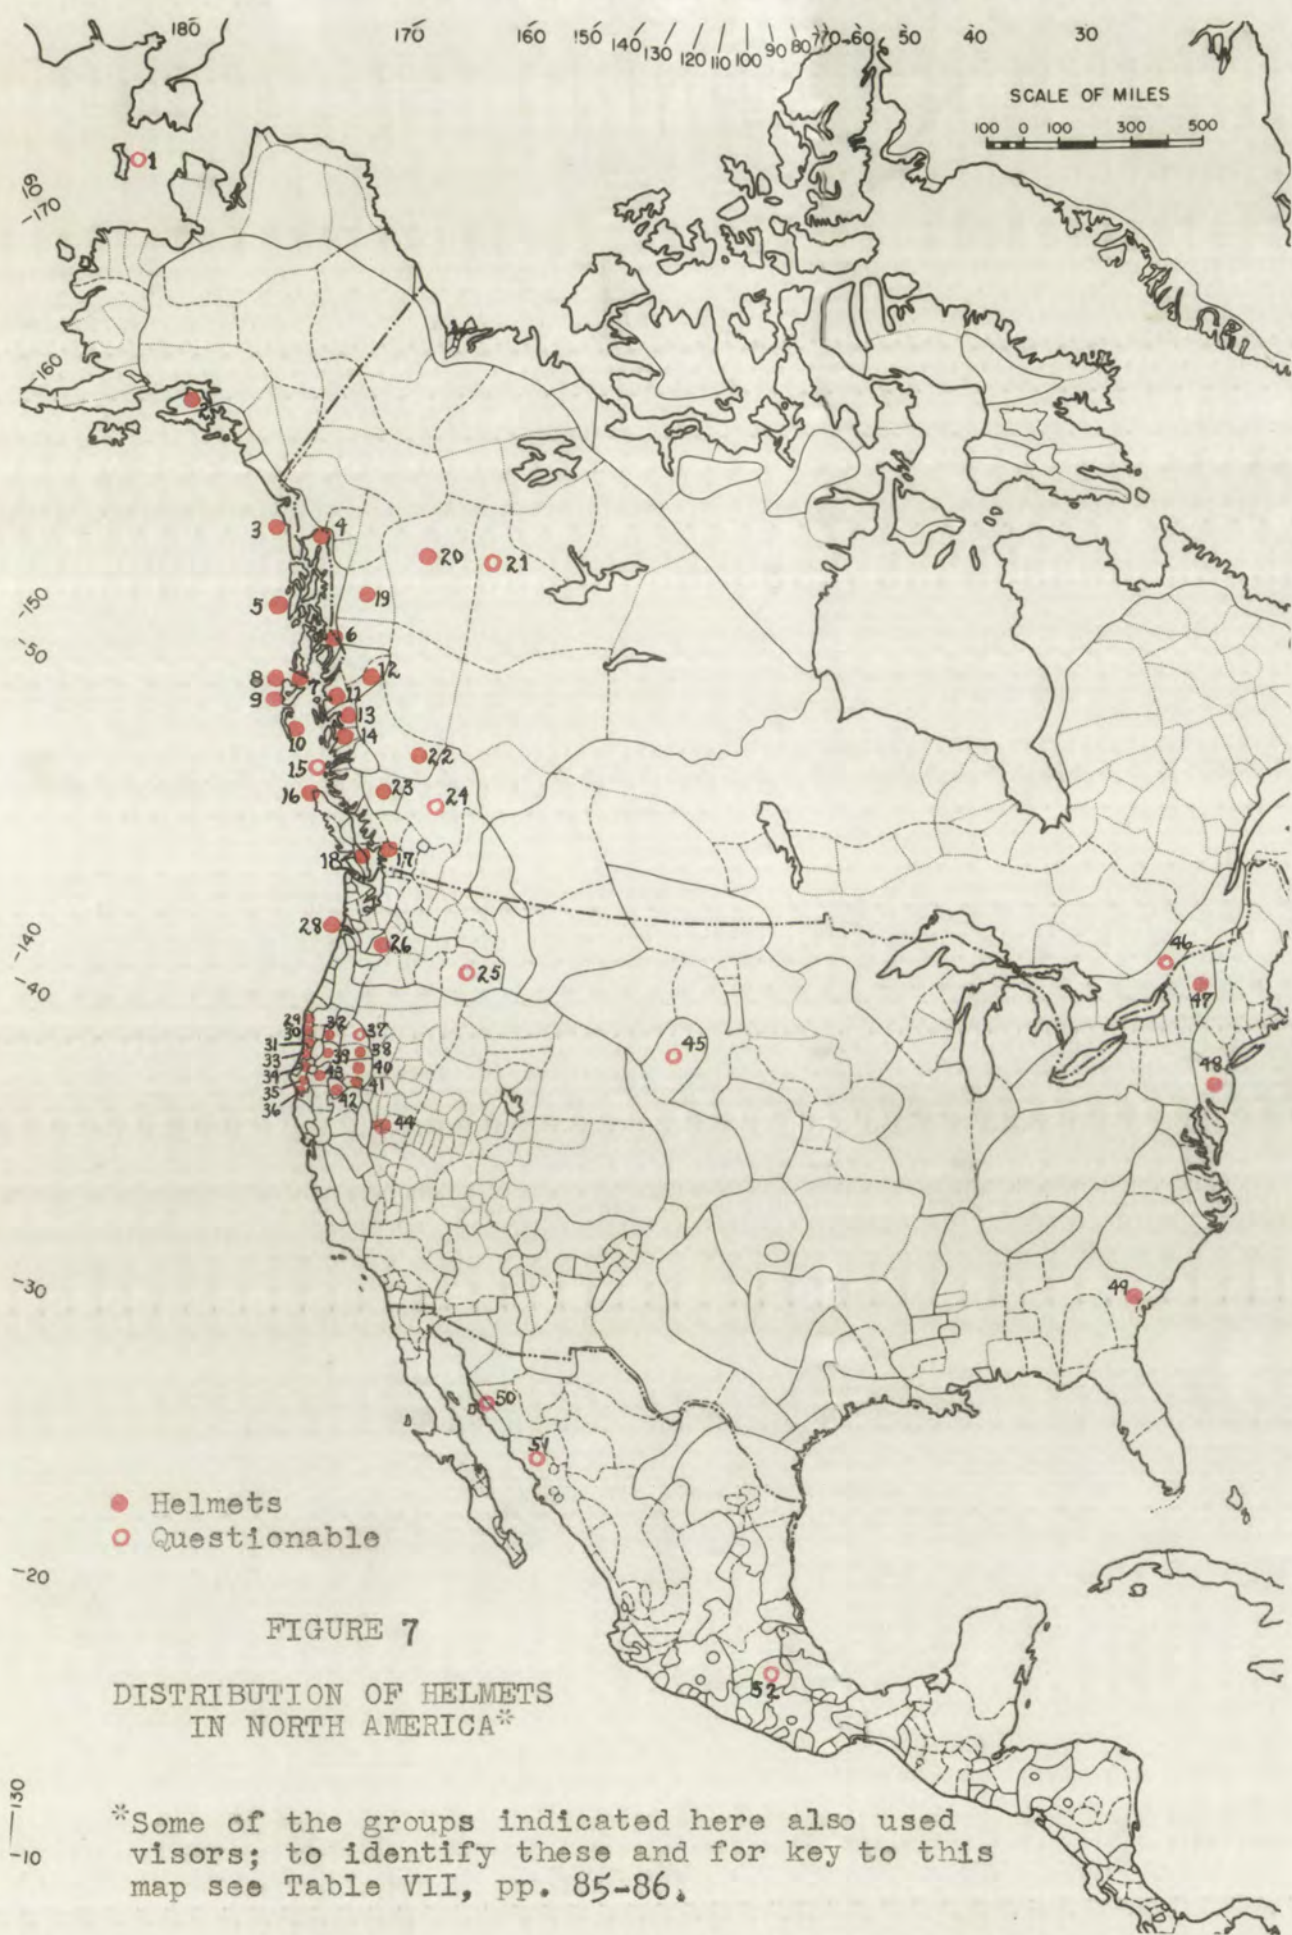 180 170 160 150 140 130 120 110 100 90 80 70 60 50 40 30
SCALE OF MILES
100 0 100 300 500
1
60
-170
-160
2
3 4
20 21
5
19
-150
6
-50
8 7 12
9 11
13
10 14
22
15
16 23 24
18 17
28
26
-140
25
46
-40
47
29
30 32 37
31
33 39 38
45
34 43 40
35 41
36 42
48
44
-30
49
50
51
● Helmets
○ Questionable
-20
FIGURE 7
DISTRIBUTION OF HELMETS
IN NORTH AMERICA*
52
-130
*Some of the groups indicated here also used
visors; to identify these and for key to this
map see Table VII, pp. 85-86.
-10